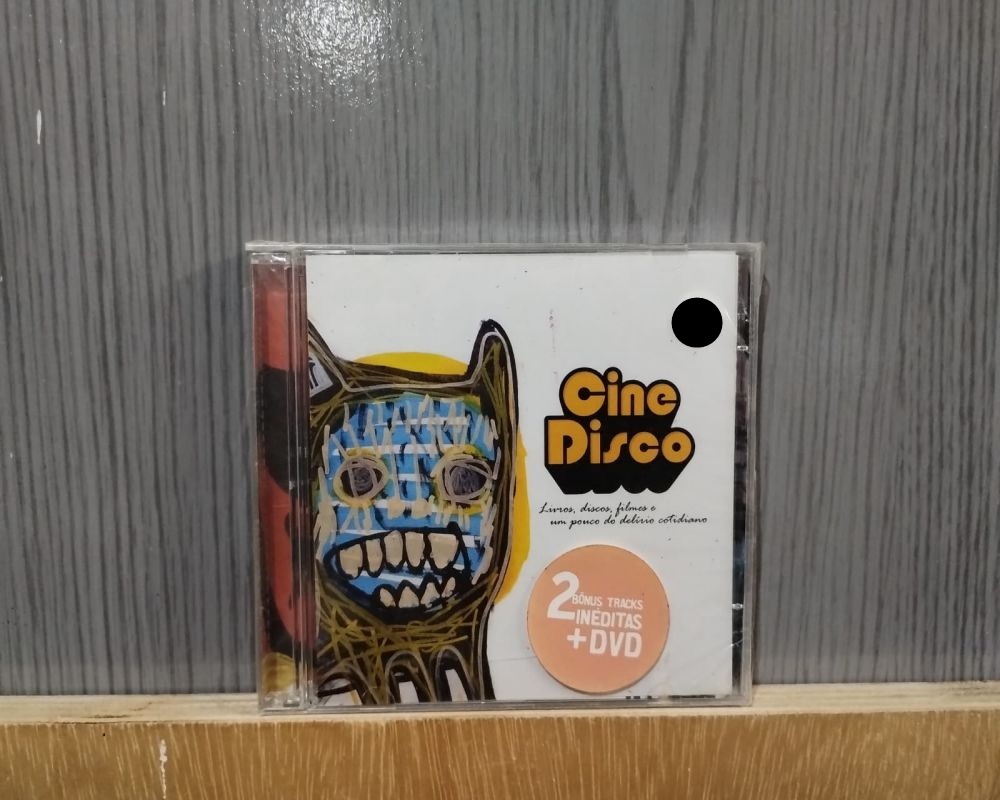 Cine
Disco
Livros, discos, filmes e
um pouco do delírio cotidiano
2
BÔNUS TRACKS
INÉDITAS
+DVD